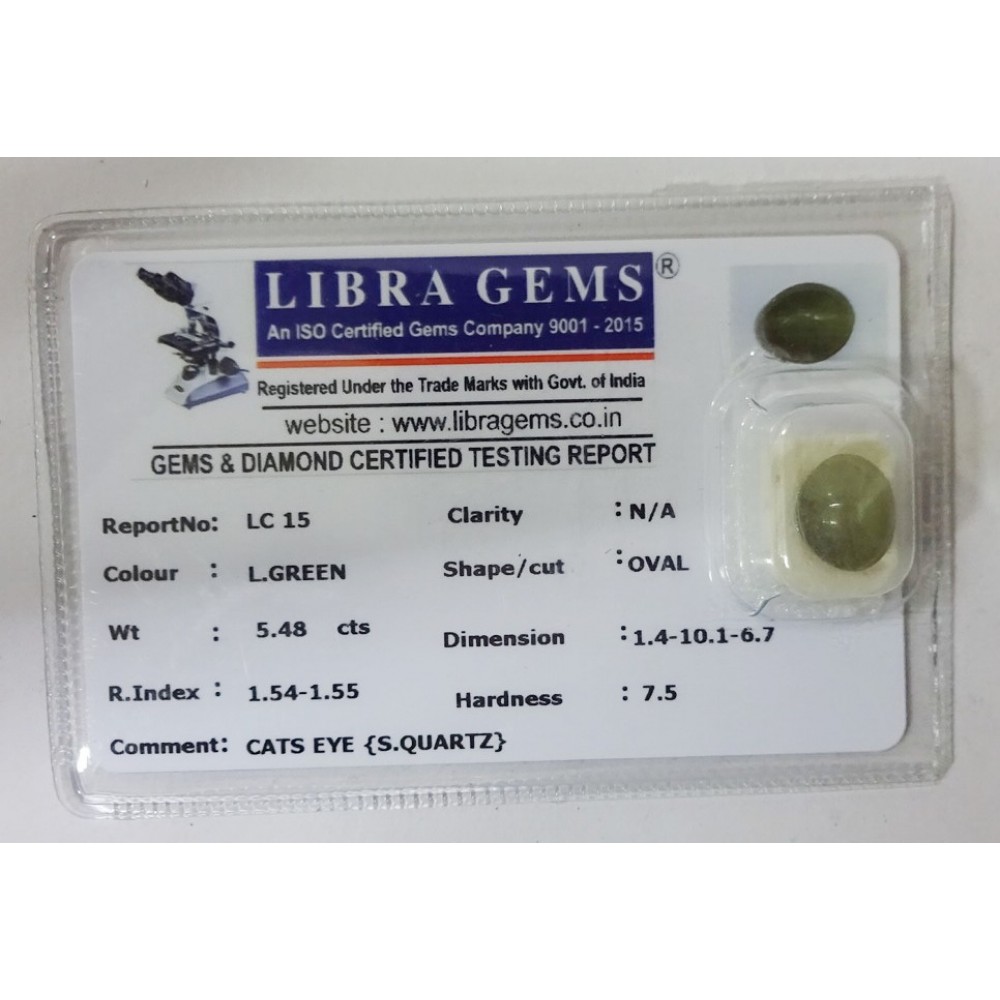 LIBRA GEMS ®
An ISO Certified Gems Company 9001 - 2015
Registered Under the Trade Marks with Govt. of India
website : www.libragems.co.in
GEMS & DIAMOND CERTIFIED TESTING REPORT
ReportNo: LC 15 Clarity : N/A
Colour : L.GREEN Shape/cut : OVAL
Wt : 5.48 cts Dimension : 1.4-10.1-6.7
R.Index : 1.54-1.55 Hardness : 7.5
Comment: CATS EYE {S.QUARTZ}